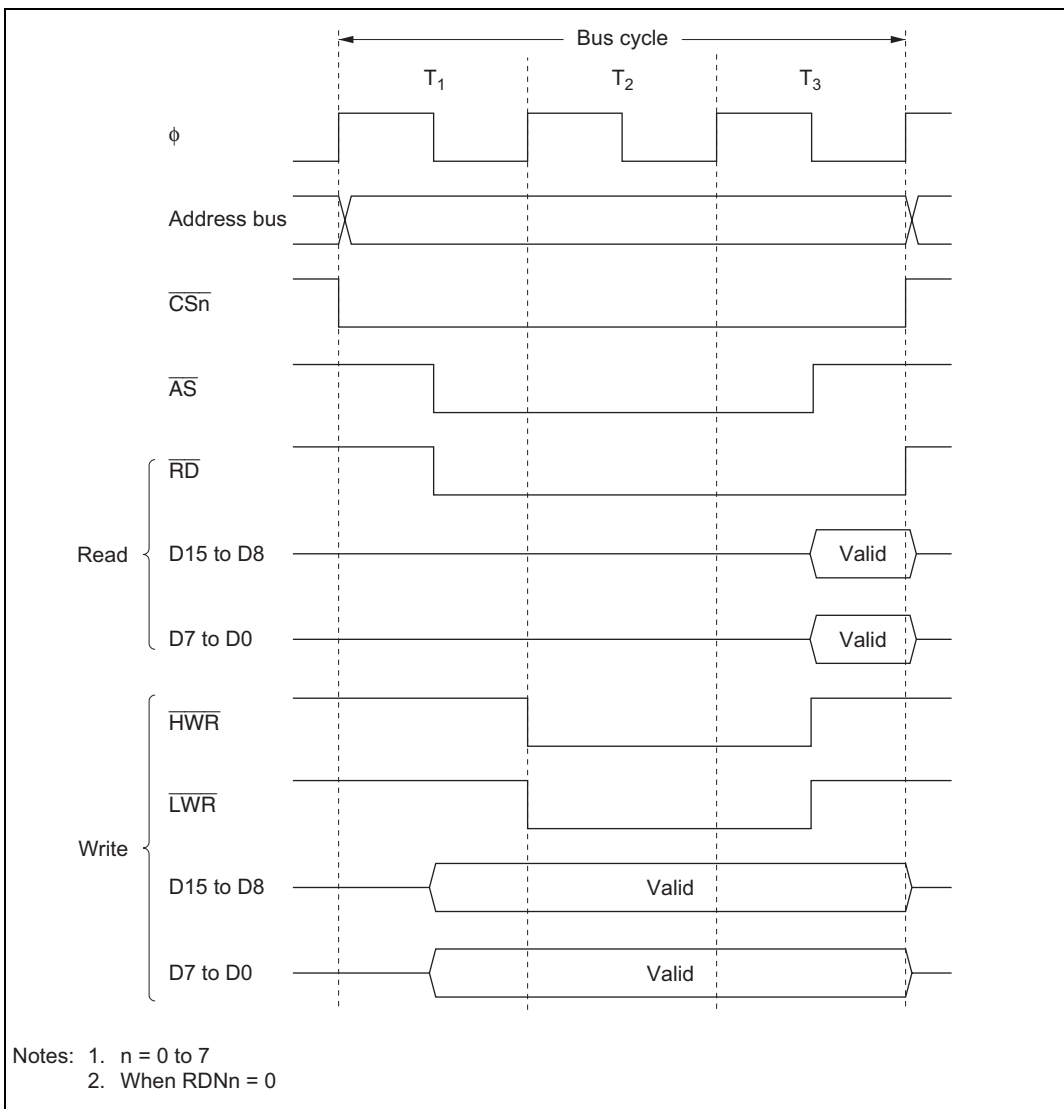 Bus cycle
T1 T2 T3
ϕ
Address bus
CSn
AS
RD
Read
D15 to D8 Valid
D7 to D0 Valid
HWR
LWR
Write
D15 to D8 Valid
D7 to D0 Valid
Notes: 1. n = 0 to 7
2. When RDNn = 0